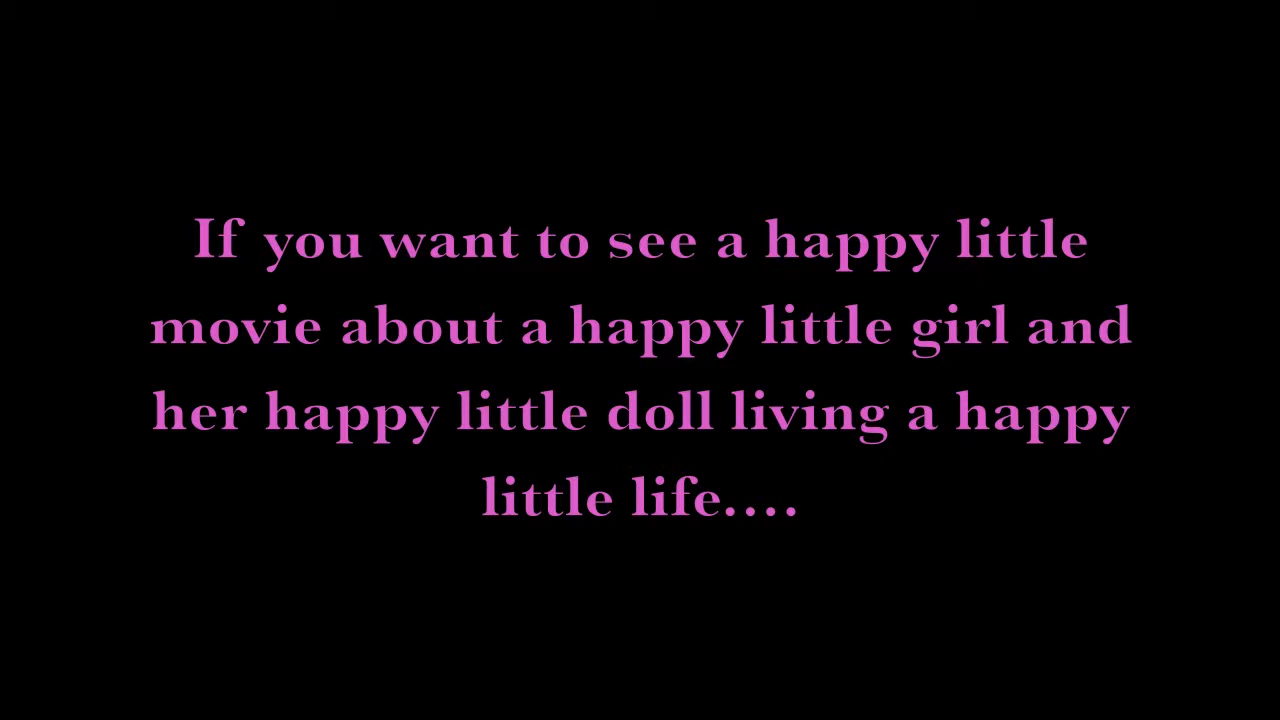 If you want to see a happy little
movie about a happy little girl and
her happy little doll living a happy
little life....